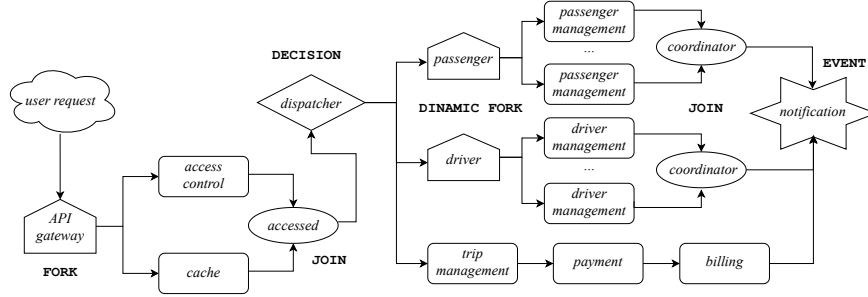 user request
API
gateway
FORK
access
control
cache
accessed
JOIN
DECISION
dispatcher
passenger
DINAMIC FORK
driver
passenger
management
...
passenger
management
coordinator
JOIN
driver
management
...
driver
management
coordinator
EVENT
notification
trip
management
payment
billing